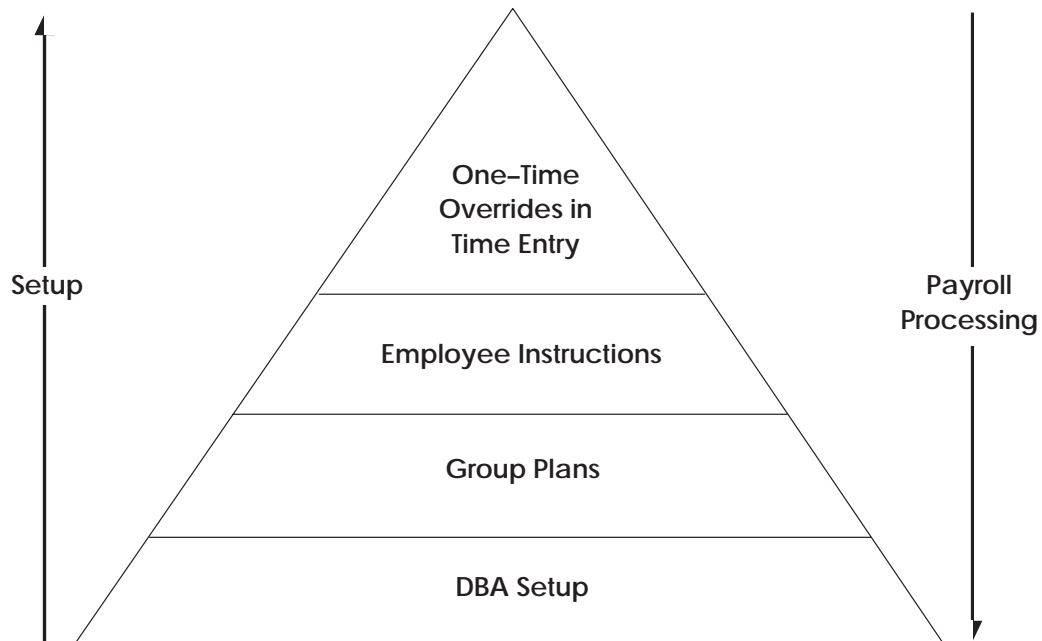 One–Time
Overrides in
Time Entry
Setup
Payroll
Processing
Employee Instructions
Group Plans
DBA Setup